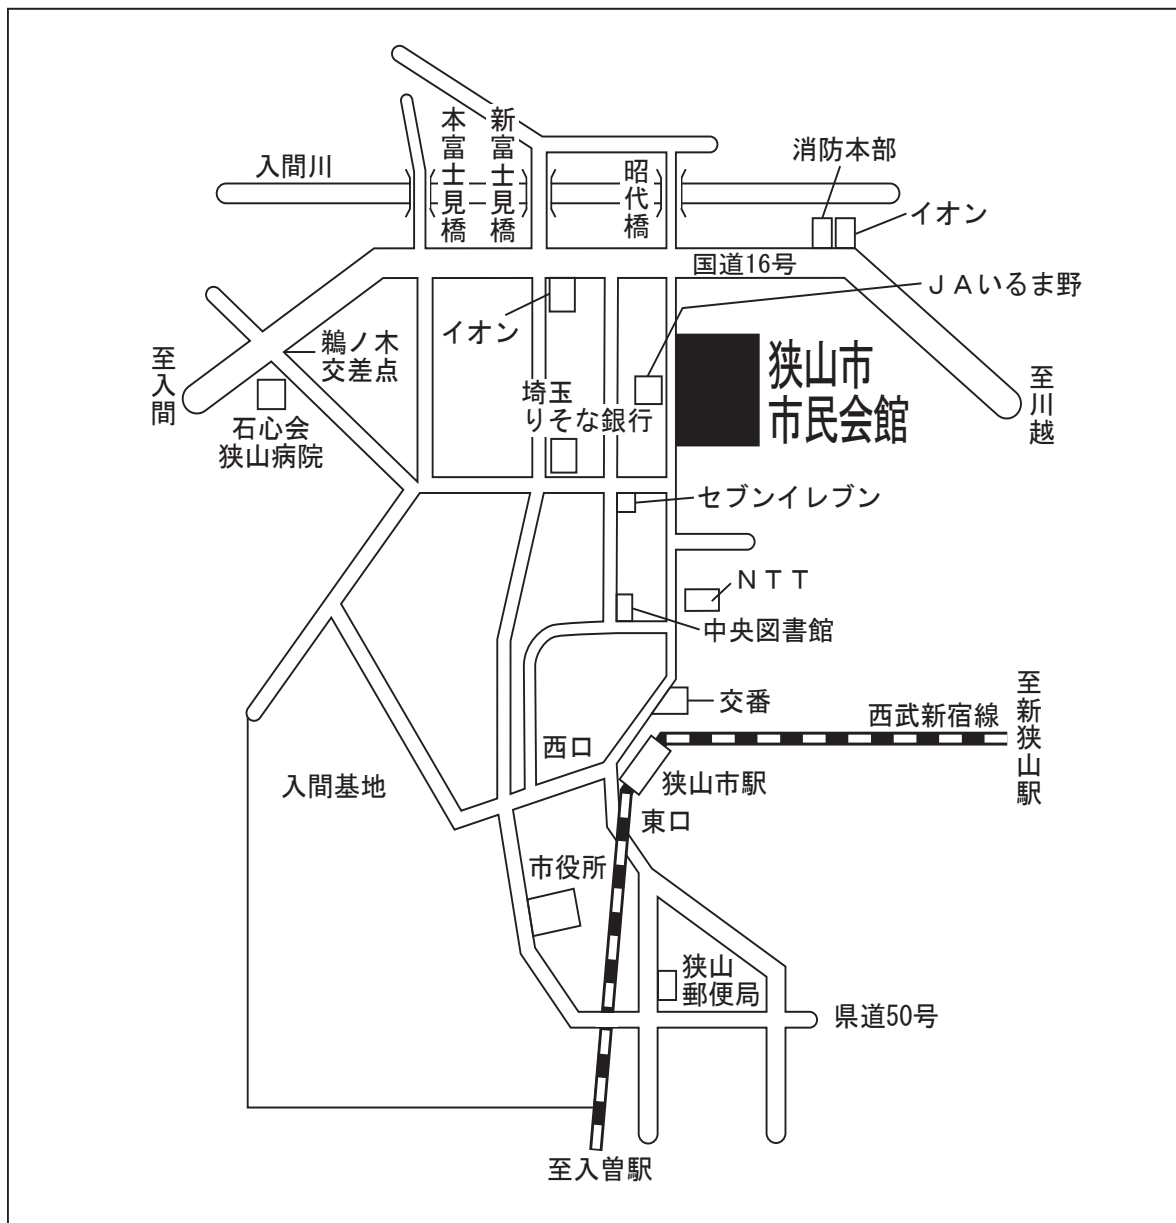 本富士見橋
新富士見橋
昭代橋
入間川
消防本部
イオン
国道16号
ＪＡいるま野
イオン
鵜ノ木
交差点
至入間
石心会
狭山病院
埼玉
りそな銀行
狭山市
市民会館
至川越
セブンイレブン
ＮＴＴ
中央図書館
交番
西武新宿線
至新狭山駅
西口
狭山市駅
入間基地
東口
市役所
狭山
郵便局
県道50号
至入曽駅